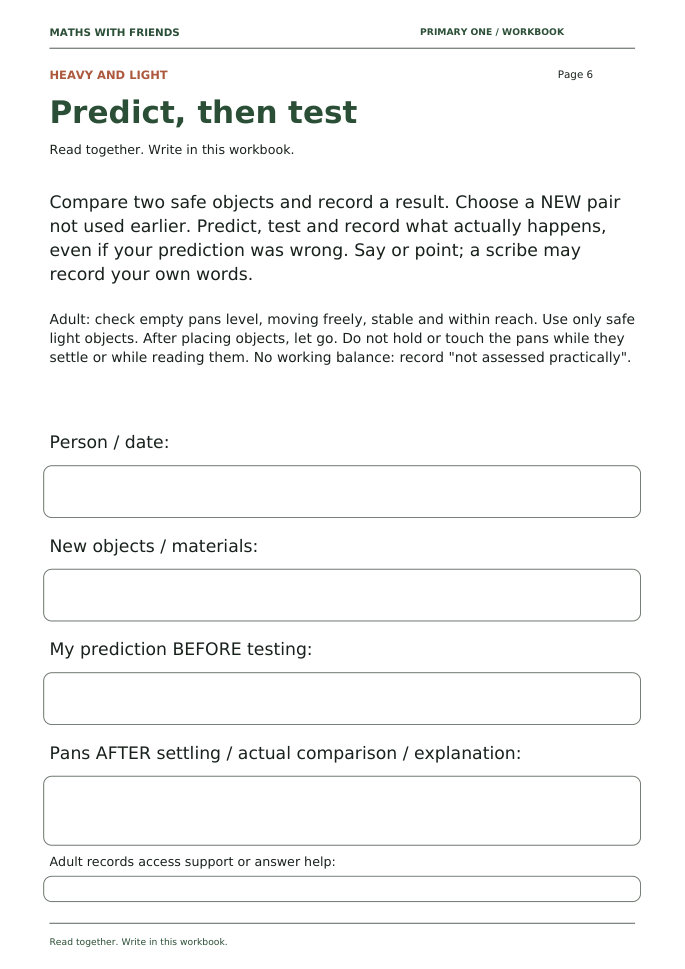 MATHS WITH FRIENDS
PRIMARY ONE / WORKBOOK
HEAVY AND LIGHT
Page 6
Predict, then test
Read together. Write in this workbook.
Compare two safe objects and record a result. Choose a NEW pair
not used earlier. Predict, test and record what actually happens,
even if your prediction was wrong. Say or point; a scribe may
record your own words.
Adult: check empty pans level, moving freely, stable and within reach. Use only safe
light objects. After placing objects, let go. Do not hold or touch the pans while they
settle or while reading them. No working balance: record "not assessed practically".
Person / date:
New objects / materials:
My prediction BEFORE testing:
Pans AFTER settling / actual comparison / explanation:
Adult records access support or answer help:
Read together. Write in this workbook.